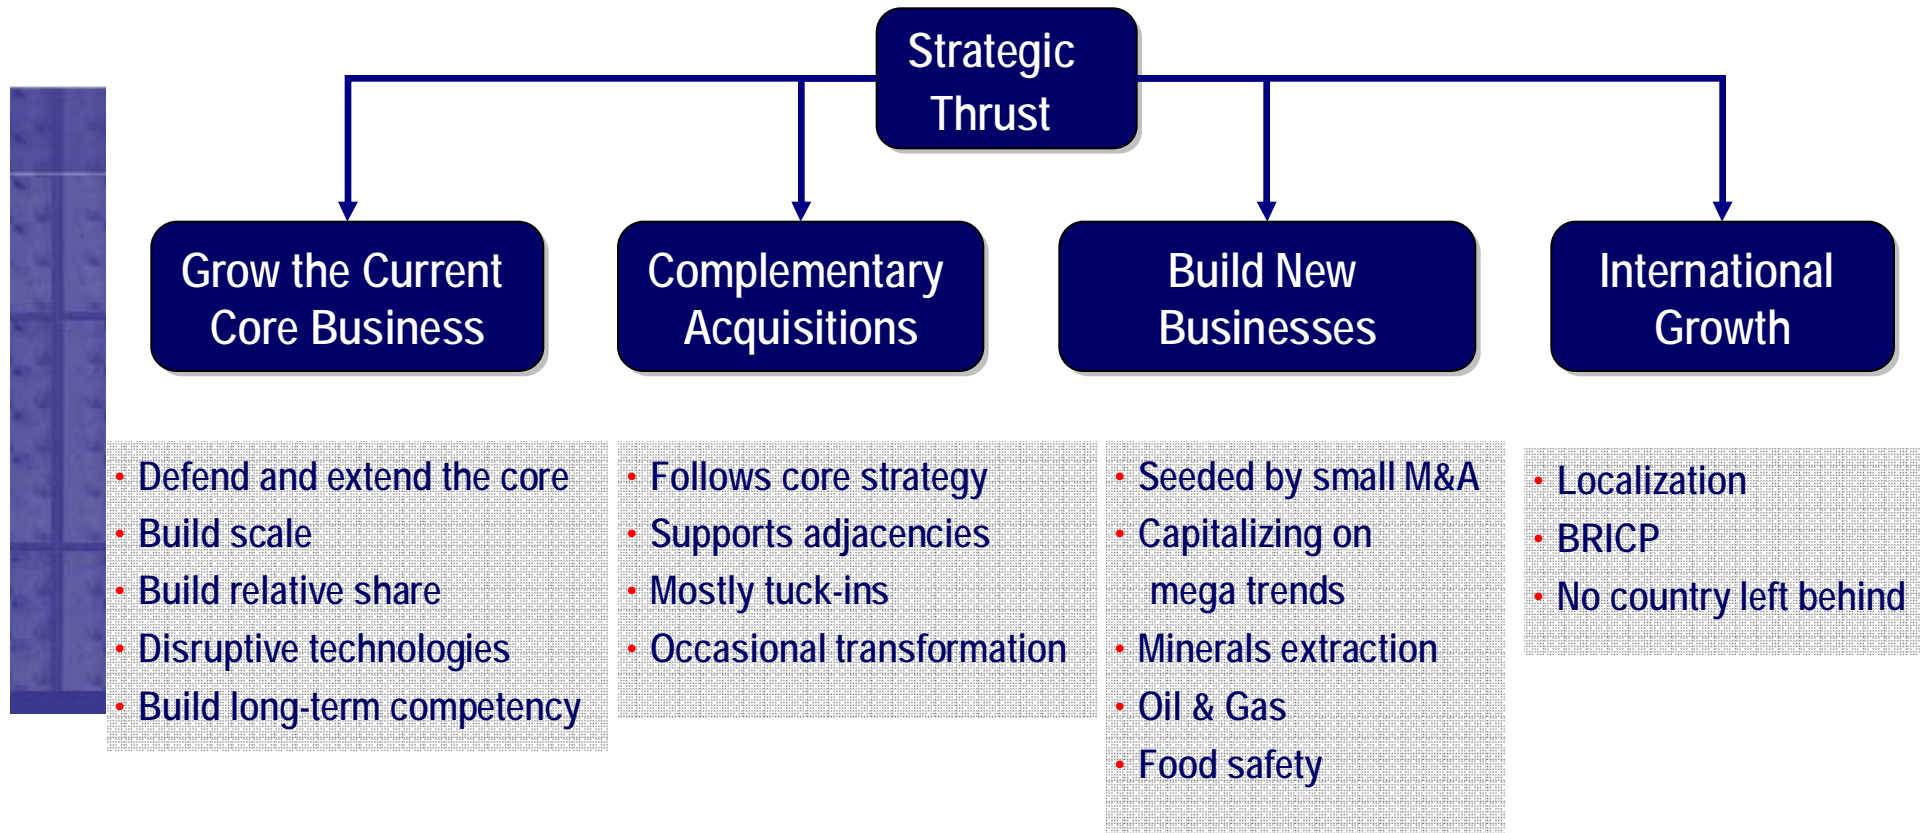 Strategic
Thrust
Grow the Current
Core Business
Complementary
Acquisitions
Build New
Businesses
International
Growth
• Defend and extend the core
• Build scale
• Build relative share
• Disruptive technologies
• Build long-term competency
• Follows core strategy
• Supports adjacencies
• Mostly tuck-ins
• Occasional transformation
• Seeded by small M&A
• Capitalizing on
mega trends
• Minerals extraction
• Oil & Gas
• Food safety
• Localization
• BRICP
• No country left behind